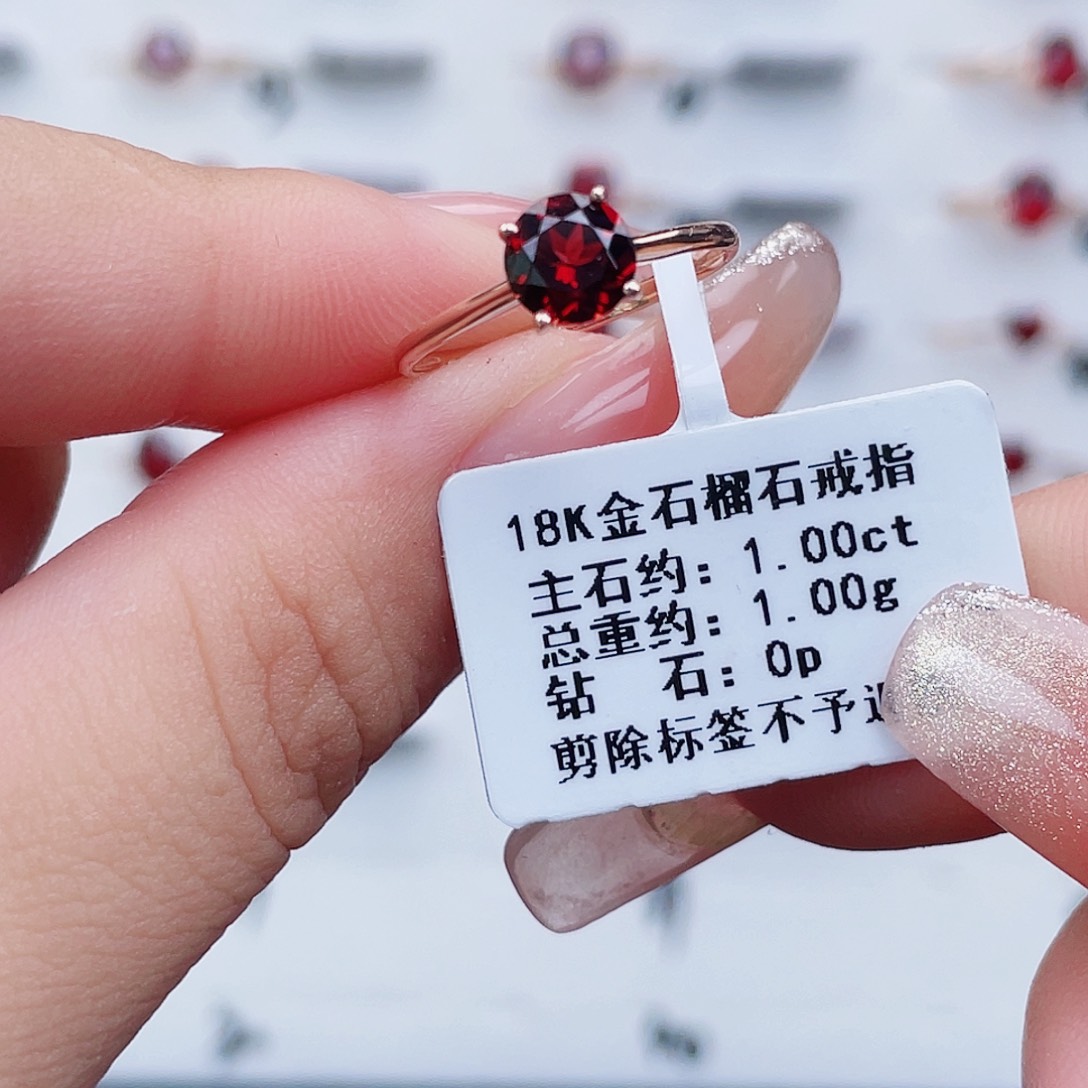 18K金石榴石戒指
主石约：1.00ct
总重约：1.00g
钻 石：0p
剪除标签不予